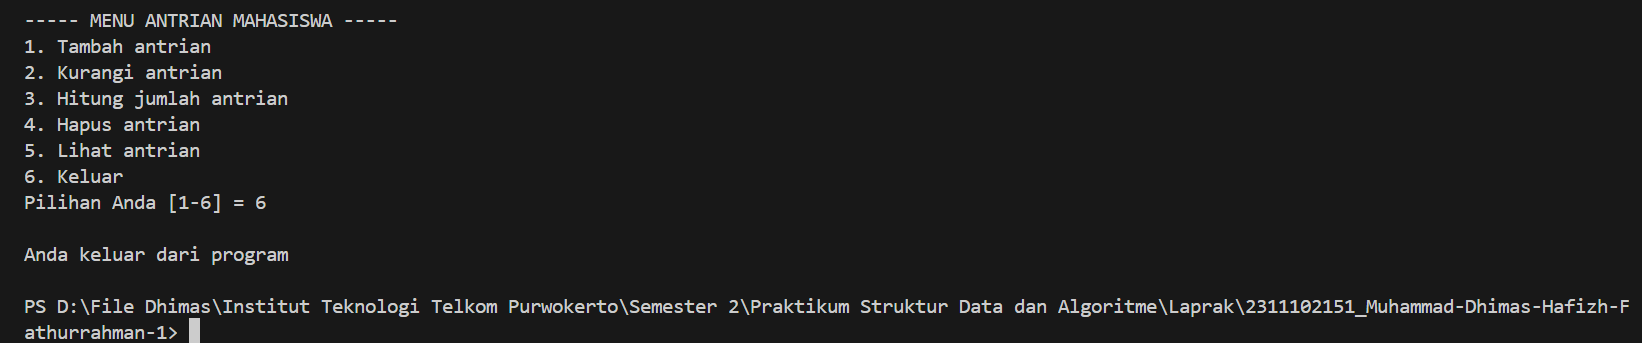 ----- MENU ANTRIAN MAHASISWA -----
1. Tambah antrian
2. Kurangi antrian
3. Hitung jumlah antrian
4. Hapus antrian
5. Lihat antrian
6. Keluar
Pilihan Anda [1-6] = 6
Anda keluar dari program
PS D:\File Dhimas\Institut Teknologi Telkom Purwokerto\Semester 2\Praktikum Struktur Data dan Algoritme\Laprak\2311102151_Muhammad-Dhimas-Hafizh-F
athurrahman-1>